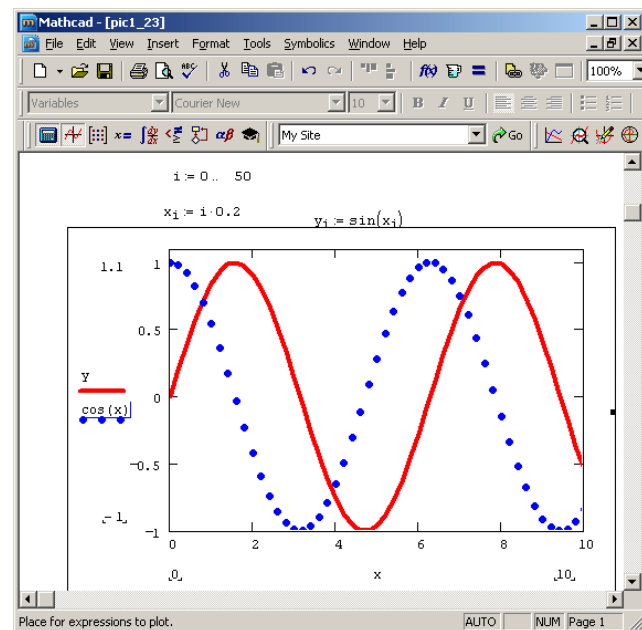 Mathcad - [pic1_23]
File Edit View Insert Format Tools Symbolics Window Help
100%
Variables Courier New 10 B I U
x= αβ My Site Go
i := 0 .. 50
x_i := i·0.2
y_i := sin(x_i)
1.1
1
0.5
y
0
cos(x)
−0.5
−1
−1
0 2 4 6 8 10
0 x 10
Place for expressions to plot. AUTO NUM Page 1